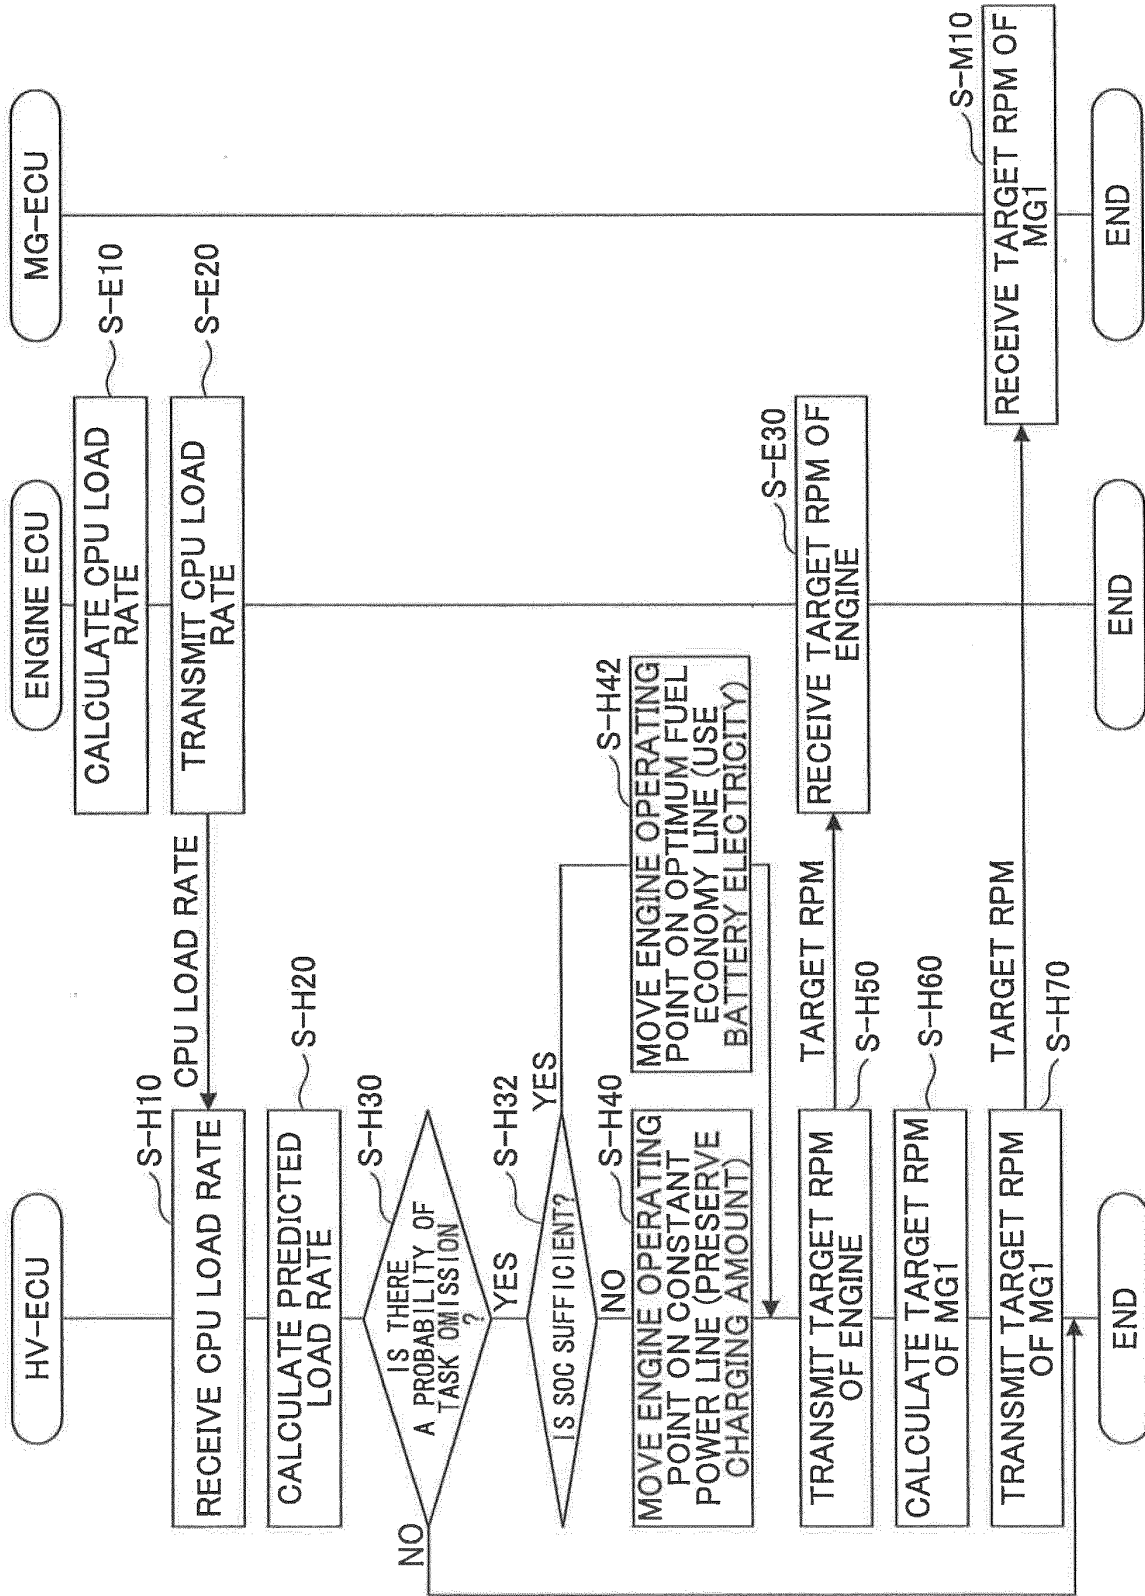 HV-ECU
ENGINE ECU
MG-ECU
CALCULATE CPU LOAD
RATE
S-E10
TRANSMIT CPU LOAD
RATE
S-E20
CPU LOAD RATE
RECEIVE CPU LOAD RATE
S-H10
CALCULATE PREDICTED
LOAD RATE
S-H20
IS THERE
A PROBABILITY OF
TASK OMISSION
?
S-H30
NO
YES
IS SOC SUFFICIENT?
S-H32
YES
NO
MOVE ENGINE OPERATING
POINT ON CONSTANT
POWER LINE (PRESERVE
CHARGING AMOUNT)
S-H40
MOVE ENGINE OPERATING
POINT ON OPTIMUM FUEL
ECONOMY LINE (USE
BATTERY ELECTRICITY)
S-H42
TRANSMIT TARGET RPM
OF ENGINE
S-H50
TARGET RPM
RECEIVE TARGET RPM OF
ENGINE
S-E30
CALCULATE TARGET RPM
OF MG1
S-H60
TRANSMIT TARGET RPM
OF MG1
S-H70
TARGET RPM
RECEIVE TARGET RPM OF
MG1
S-M10
END
END
END